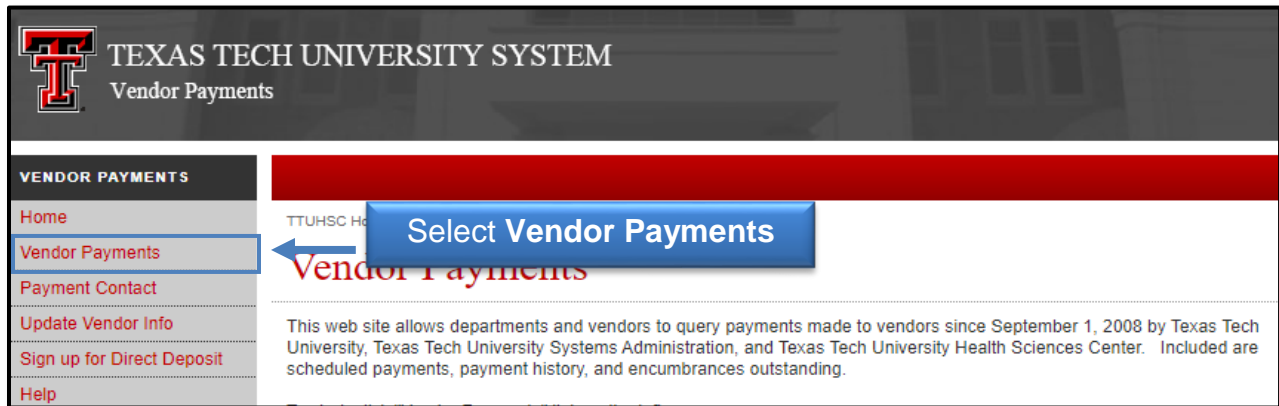 TEXAS TECH UNIVERSITY SYSTEM
Vendor Payments
VENDOR PAYMENTS
Home
Vendor Payments
Payment Contact
Update Vendor Info
Sign up for Direct Deposit
Help
TTUHSC
Select Vendor Payments
Vendor Payments
This web site allows departments and vendors to query payments made to vendors since September 1, 2008 by Texas Tech
University, Texas Tech University Systems Administration, and Texas Tech University Health Sciences Center. Included are
scheduled payments, payment history, and encumbrances outstanding.